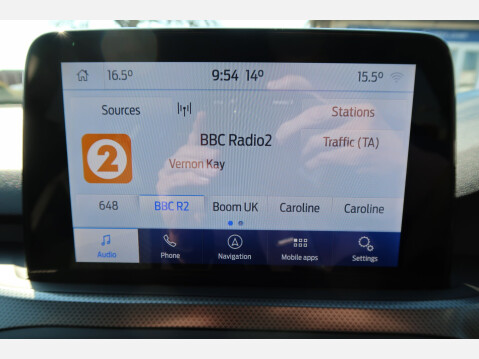 16.5° 9:54 14° 15.5°
Sources Stations
BBC Radio2 Traffic (TA)
2
Vernon Kay
648 BBC R2 Boom UK Caroline Caroline
Audio Phone Navigation Mobile apps Settings